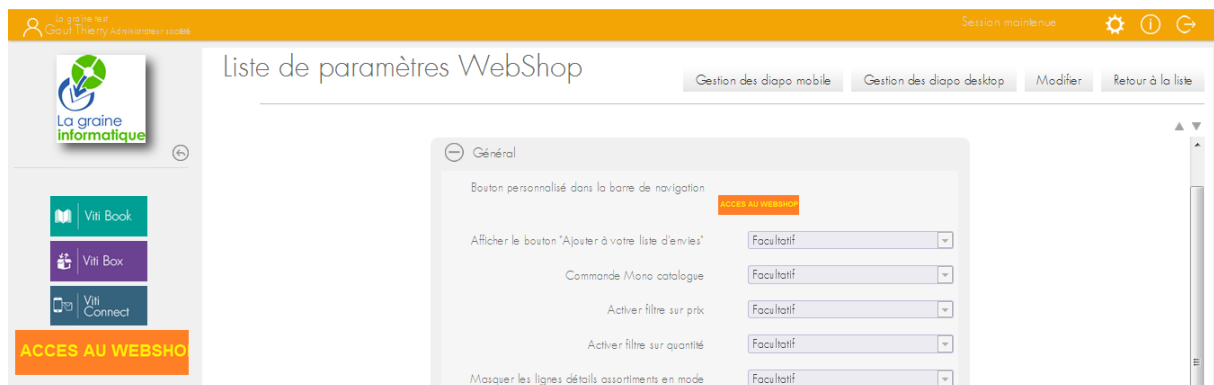 La graine test
Gout Thierry Administrateur société
Session maintenue
Liste de paramètres WebShop
Gestion des diapo mobile
Gestion des diapo desktop
Modifier
Retour à la liste
La graine
informatique
Viti Book
Viti Box
Viti
Connect
ACCES AU WEBSHO
Général
Bouton personnalisé dans la barre de navigation
ACCES AU WEBSHOP
Afficher le bouton "Ajouter à votre liste d'envies"
Facultatif
Commande Mono catalogue
Facultatif
Activer filtre sur prix
Facultatif
Activer filtre sur quantité
Facultatif
Masquer les lignes détails assortiments en mode
Facultatif